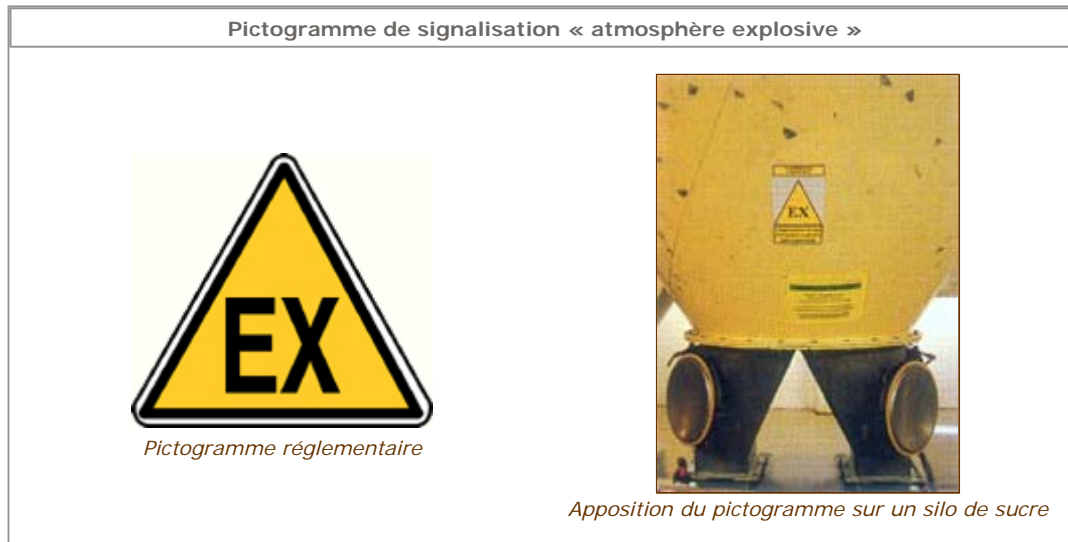 Pictogramme de signalisation « atmosphère explosive »
EX
Pictogramme réglementaire
EX
Apposition du pictogramme sur un silo de sucre